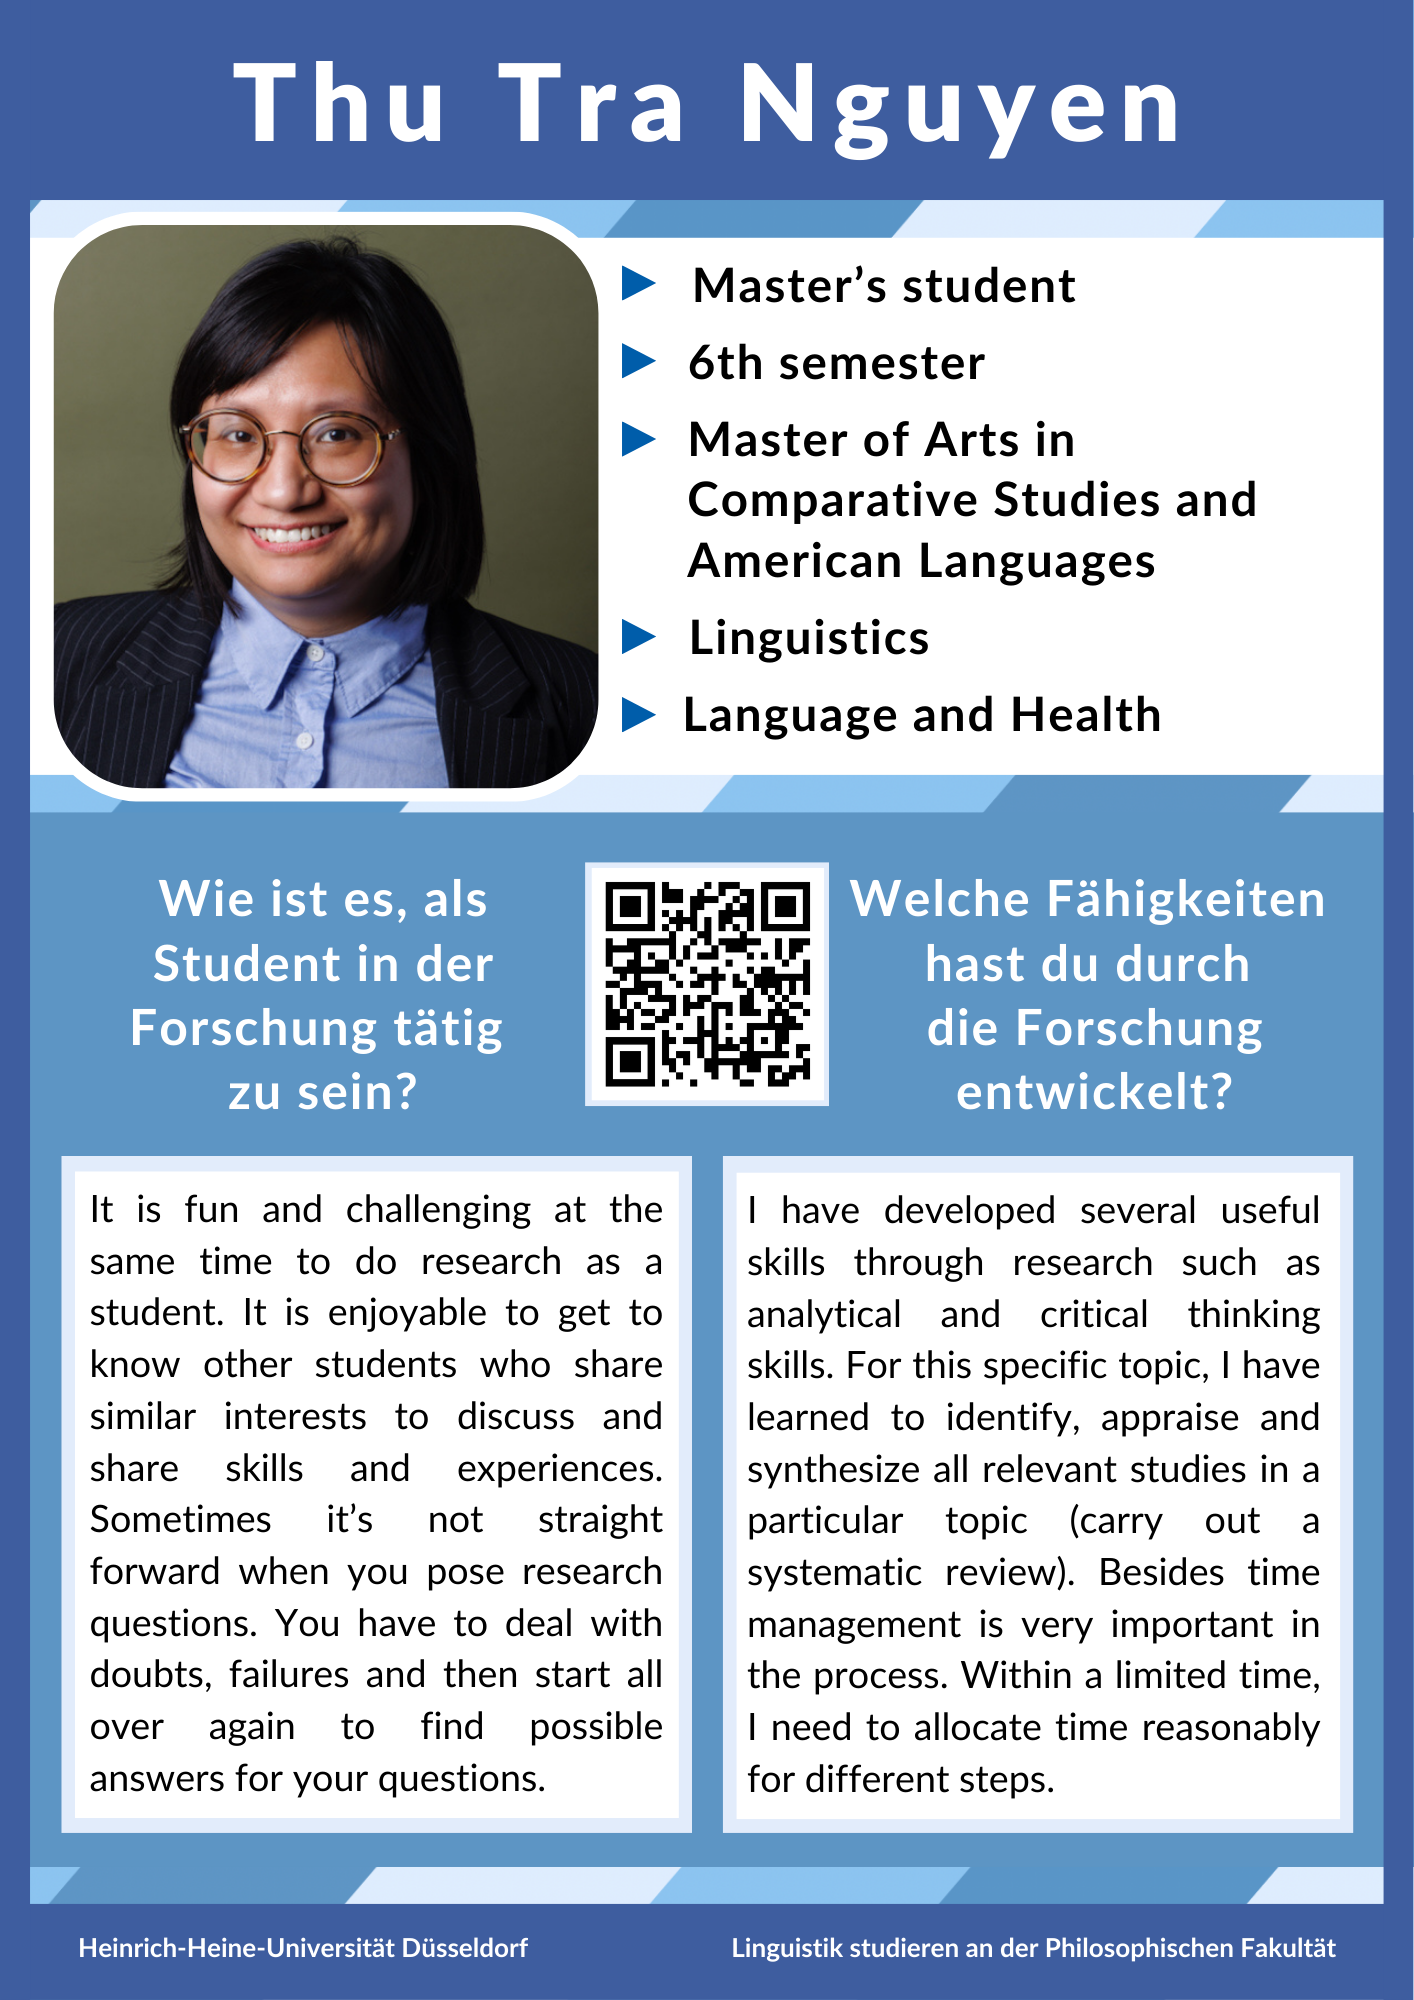 Thu Tra Nguyen
Master’s student
6th semester
Master of Arts in
Comparative Studies and
American Languages
Linguistics
Language and Health
Wie ist es, als
Student in der
Forschung tätig
zu sein?
Welche Fähigkeiten
hast du durch
die Forschung
entwickelt?
It is fun and challenging at the
same time to do research as a
student. It is enjoyable to get to
know other students who share
similar interests to discuss and
share skills and experiences.
Sometimes it’s not straight
forward when you pose research
questions. You have to deal with
doubts, failures and then start all
over again to find possible
answers for your questions.
I have developed several useful
skills through research such as
analytical and critical thinking
skills. For this specific topic, I have
learned to identify, appraise and
synthesize all relevant studies in a
particular topic (carry out a
systematic review). Besides time
management is very important in
the process. Within a limited time,
I need to allocate time reasonably
for different steps.
Heinrich-Heine-Universität Düsseldorf
Linguistik studieren an der Philosophischen Fakultät